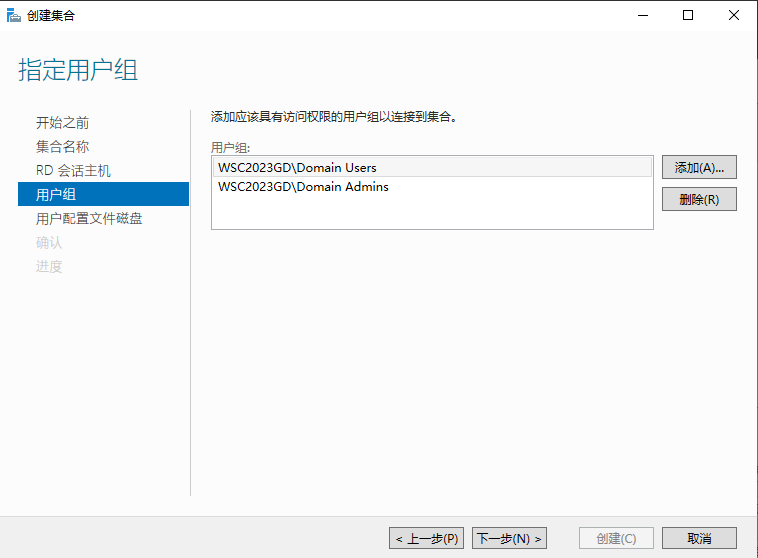 创建集合
指定用户组
开始之前
集合名称
RD 会话主机
用户组
用户配置文件磁盘
确认
进度
添加应该具有访问权限的用户组以连接到集合。
用户组:
WSC2023GD\Domain Users
WSC2023GD\Domain Admins
添加(A)...
删除(R)
< 上一步(P)
下一步(N) >
创建(C)
取消